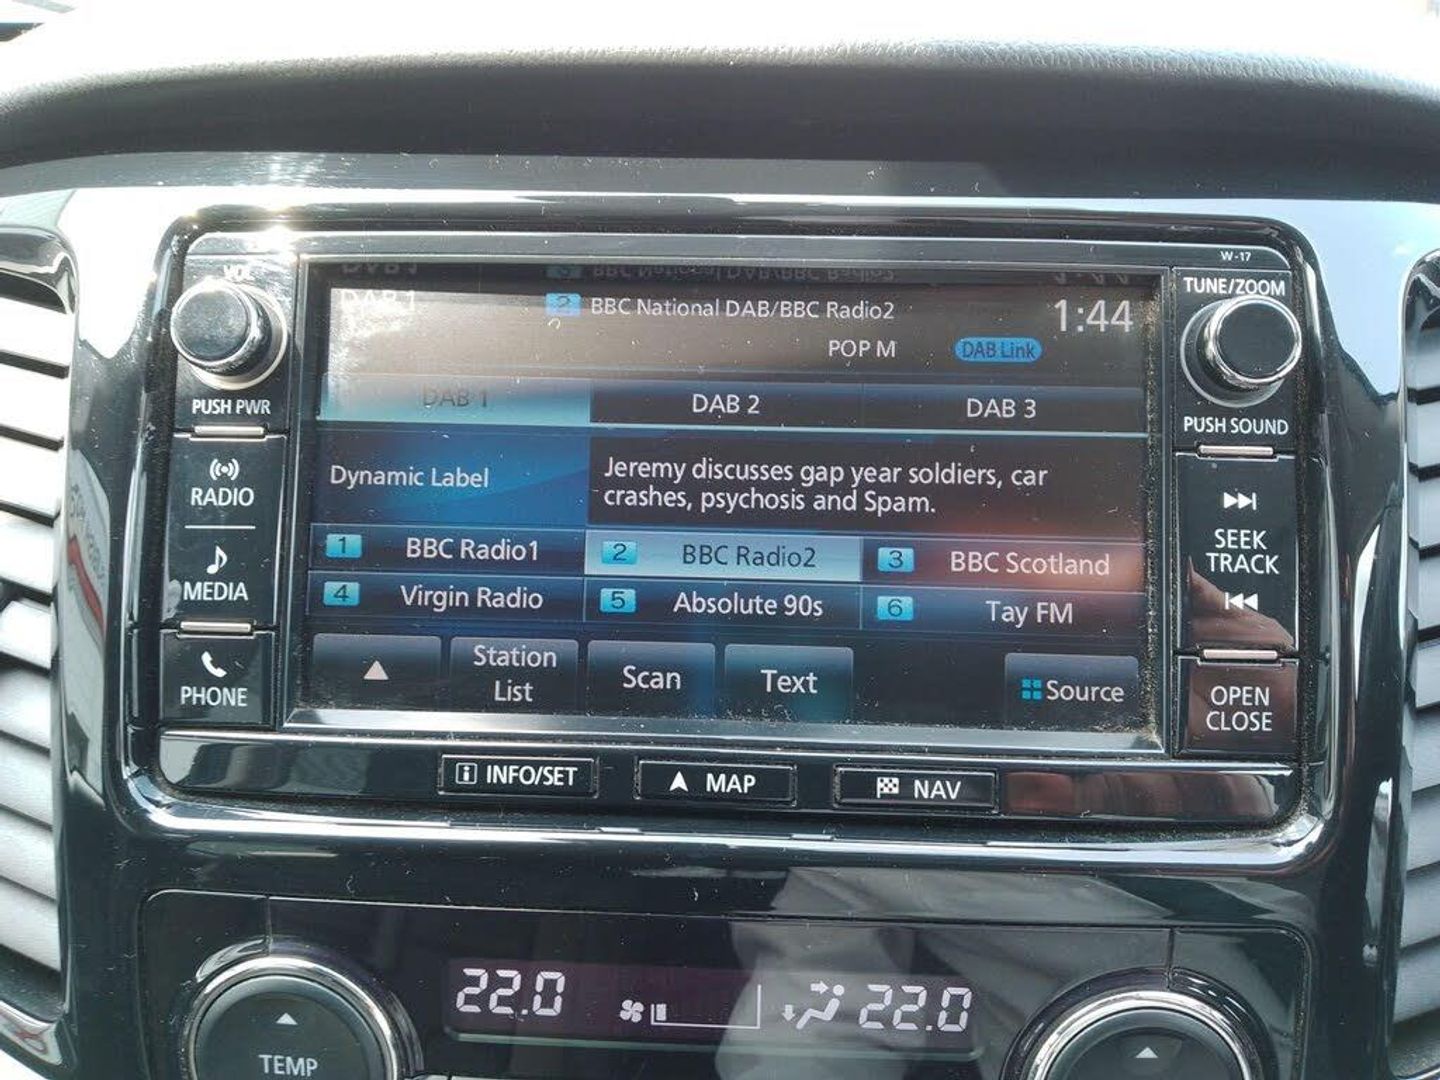 W-17
VOL
PUSH PWR
RADIO
MEDIA
PHONE
DAB 1
2 BBC National DAB/BBC Radio2
1:44
POP M
DAB Link
DAB 1
DAB 2
DAB 3
Dynamic Label
Jeremy discusses gap year soldiers, car
crashes, psychosis and Spam.
1 BBC Radio1
2 BBC Radio2
3 BBC Scotland
4 Virgin Radio
5 Absolute 90s
6 Tay FM
Station
List
Scan
Text
Source
TUNE/ZOOM
PUSH SOUND
SEEK
TRACK
OPEN
CLOSE
INFO/SET
MAP
NAV
22.0
22.0
TEMP